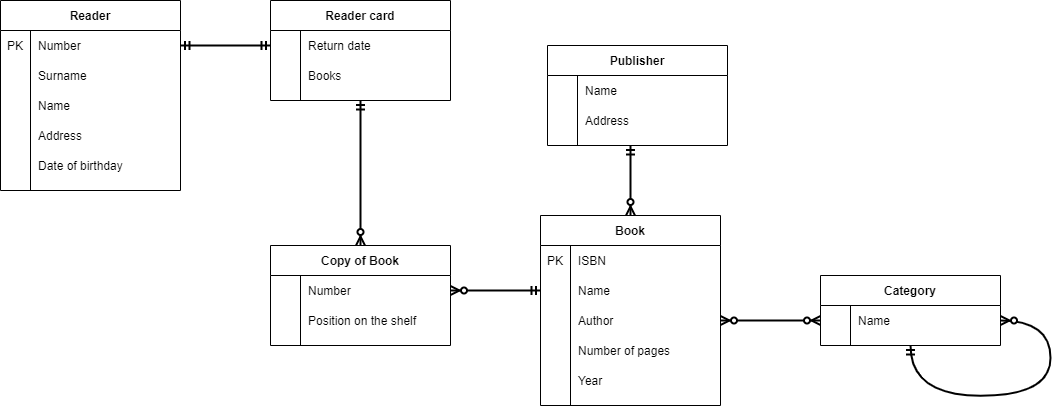 Reader
PK Number
Surname
Name
Address
Date of birthday
Reader card
Return date
Books
Publisher
Name
Address
Copy of Book
Number
Position on the shelf
Book
PK ISBN
Name
Author
Number of pages
Year
Category
Name